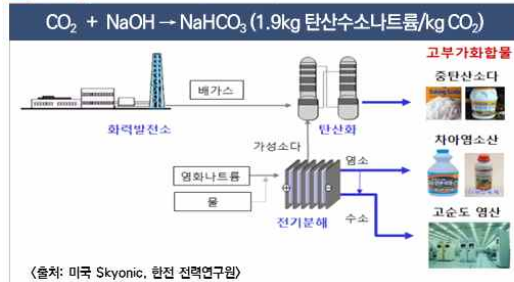 CO₂ + NaOH → NaHCO₃ (1.9kg 탄산수소나트륨/kg CO₂)
고부가화합물
중탄산소다
배가스
화력발전소
탄산화
가성소다
차아염소산
염화나트륨
염소
물
전기분해
수소
고순도 염산
<출처: 미국 Skyonic, 한전 전력연구원>